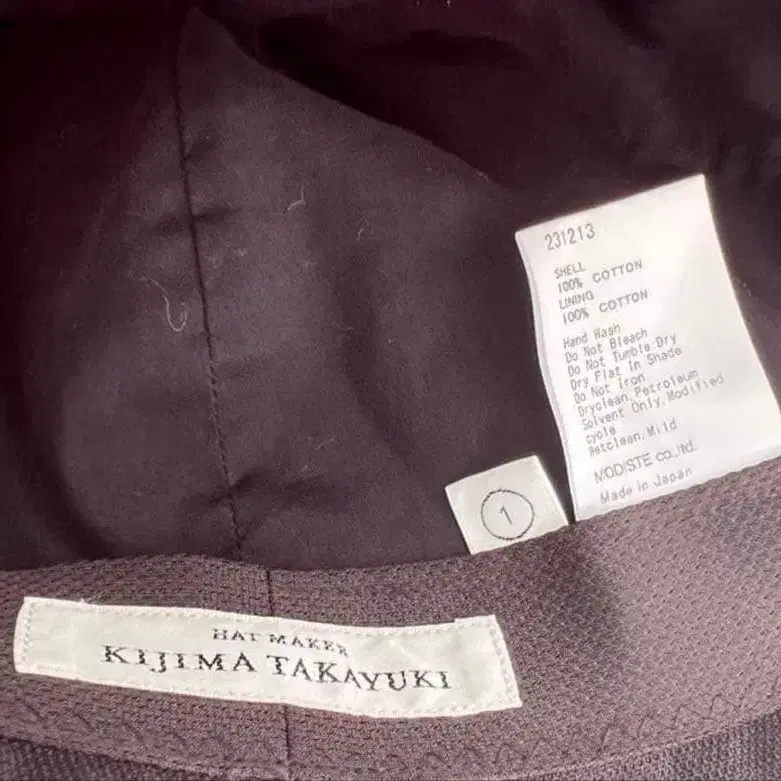 231213
SHELL
100% COTTON
LINING
100% COTTON
Hand Wash
Do Not Bleach
Do Not Tumble Dry
Dry Flat In Shade
Do Not Iron
Dryclean, Petroleum
Solvent Only, Modified
cycle
Wetclean, Mild
MODISTE co.,ltd.
Made in Japan
1
HAT MAKER
KIJIMA TAKAYUKI